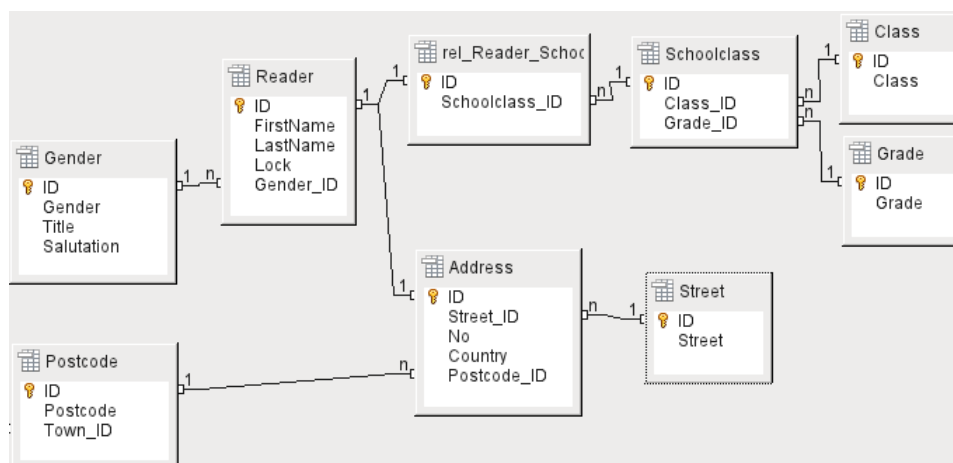 Gender
ID
Gender
Title
Salutation
1
n
Reader
ID
FirstName
LastName
Lock
Gender_ID
1
1
rel_Reader_School
ID
Schoolclass_ID
n
1
Schoolclass
ID
Class_ID
Grade_ID
n
1
Class
ID
Class
n
1
Grade
ID
Grade
Postcode
ID
Postcode
Town_ID
1
n
1
Address
ID
Street_ID
No
Country
Postcode_ID
n
1
Street
ID
Street